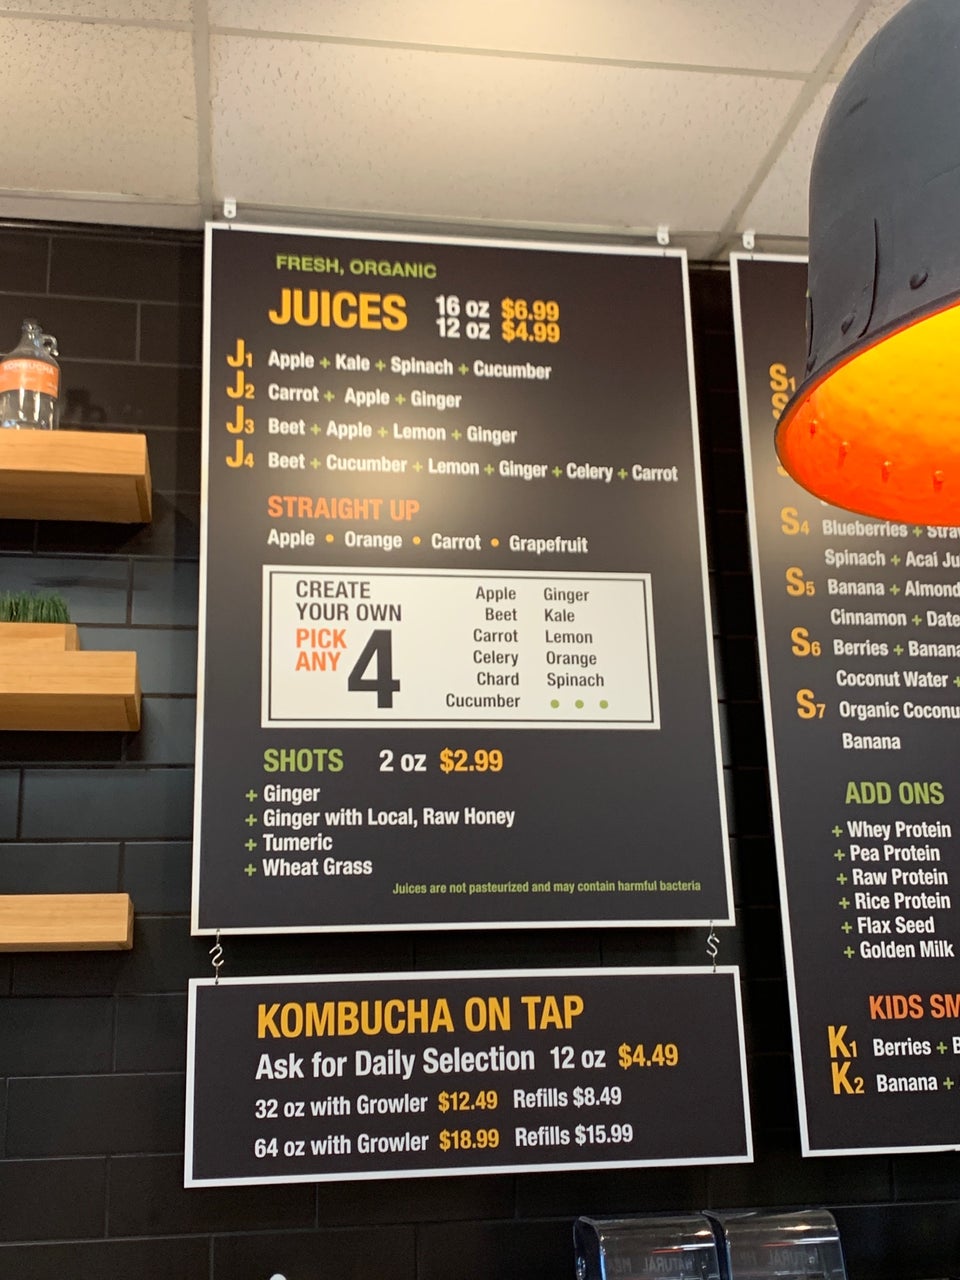 FRESH, ORGANIC
JUICES 16 oz $6.99
12 oz $4.99
J1 Apple + Kale + Spinach + Cucumber
J2 Carrot + Apple + Ginger
J3 Beet + Apple + Lemon + Ginger
J4 Beet + Cucumber + Lemon + Ginger + Celery + Carrot
STRAIGHT UP
Apple • Orange • Carrot • Grapefruit
CREATE
YOUR OWN
PICK
ANY 4
Apple Ginger
Beet Kale
Carrot Lemon
Celery Orange
Chard Spinach
Cucumber • • •
SHOTS 2 oz $2.99
+ Ginger
+ Ginger with Local, Raw Honey
+ Tumeric
+ Wheat Grass
Juices are not pasteurized and may contain harmful bacteria
KOMBUCHA ON TAP
Ask for Daily Selection 12 oz $4.49
32 oz with Growler $12.49 Refills $8.49
64 oz with Growler $18.99 Refills $15.99
KOMBUCHA
S1
S4 Blueberries +
Spinach + Acai
S5 Banana + Almond
Cinnamon + Date
S6 Berries + Banana
Coconut Water +
S7 Organic
Banana
ADD ONS
+ Whey Protein
+ Pea Protein
+ Raw Protein
+ Rice Protein
+ Flax Seed
+ Golden Milk
KIDS
K1 Berries +
K2 Banana +